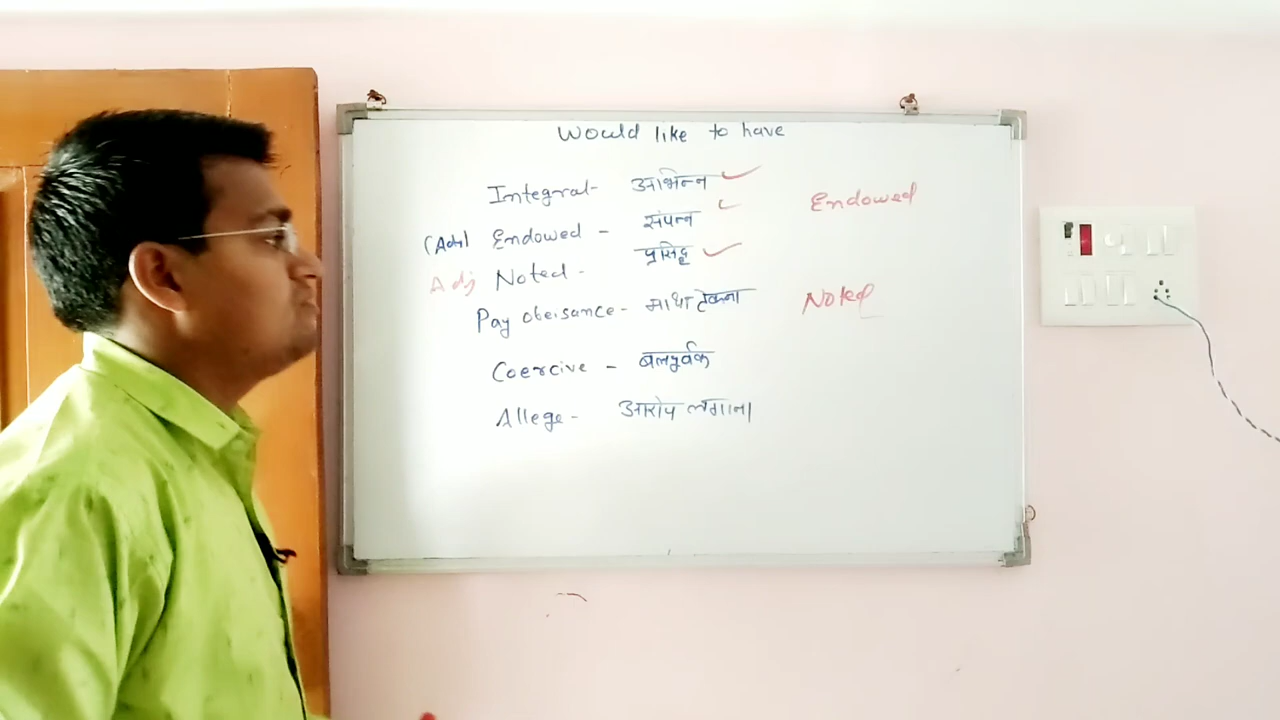 Would like to have
Integral- अभिन्न
(Adj) Endowed - संपन्न
Endowed
Adj Noted - प्रसिद्ध
Noted
Pay obeisance - माथा टेकना
Coercive - बलपूर्वक
Allege - आरोप लगाना